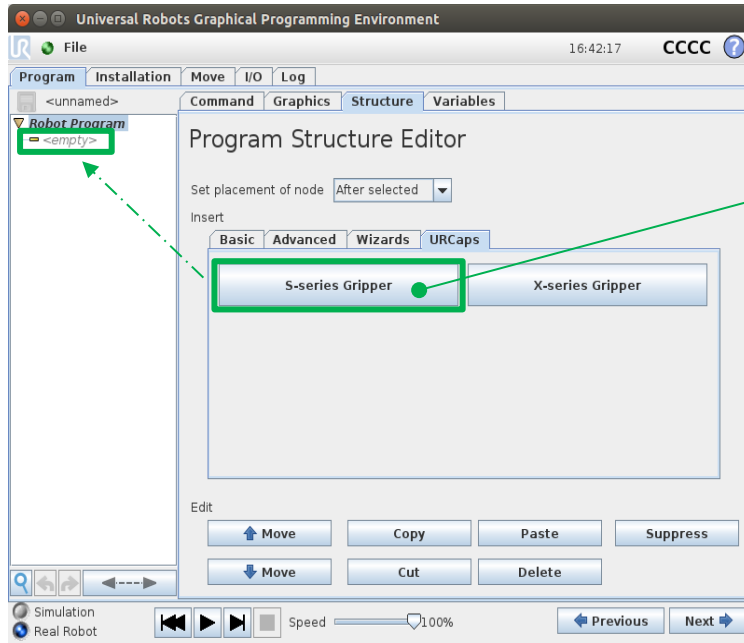 Universal Robots Graphical Programming Environment
UR File 16:42:17 CCCC ?
Program Installation Move I/O Log
<unnamed> Command Graphics Structure Variables
Robot Program
<empty>
Program Structure Editor
Set placement of node After selected
Insert
Basic Advanced Wizards URCaps
S-series Gripper X-series Gripper
Edit
Move Copy Paste Suppress
Move Cut Delete
Simulation
Real Robot
Speed 100% Previous Next